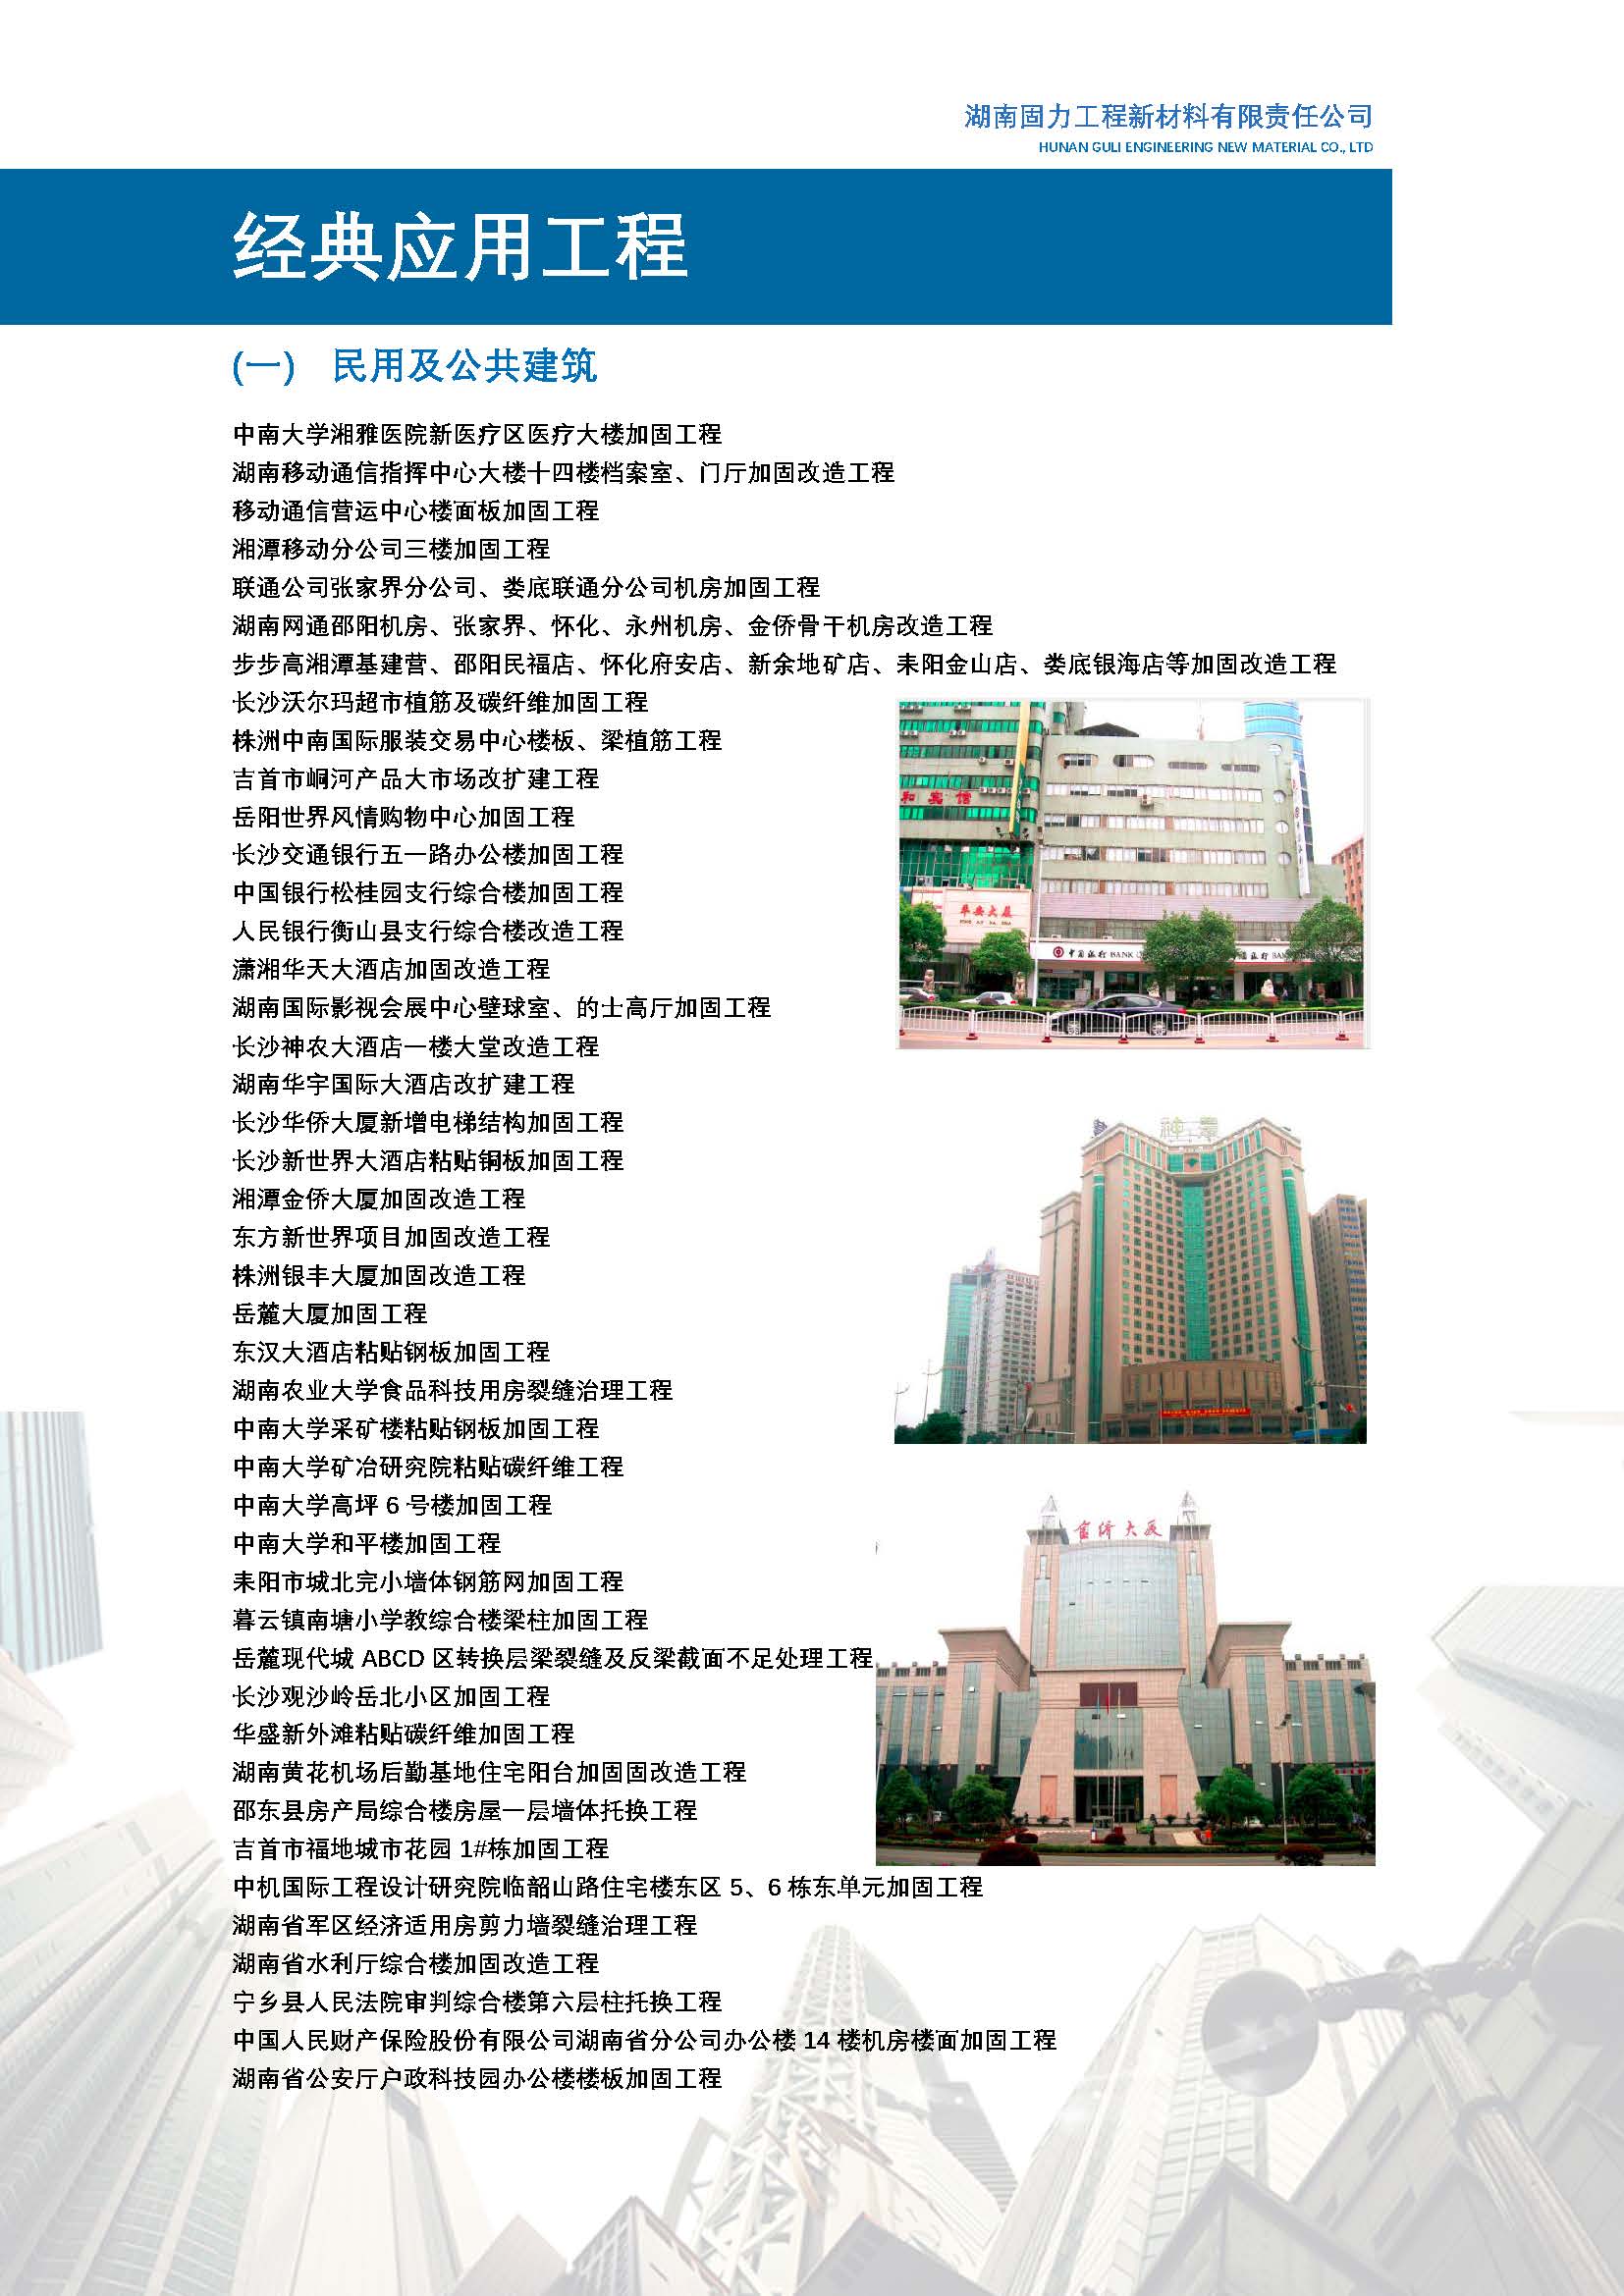 湖南固力工程新材料有限责任公司
HUNAN GULI ENGINEERING NEW MATERIAL CO., LTD
经典应用工程
(一) 民用及公共建筑
中南大学湘雅医院新医疗区医疗大楼加固工程
湖南移动通信指挥中心大楼十四楼档案室、门厅加固改造工程
移动通信营运中心楼面板加固工程
湘潭移动分公司三楼加固工程
联通公司张家界分公司、娄底联通分公司机房加固工程
湖南网通邵阳机房、张家界、怀化、永州机房、金侨骨干机房改造工程
步步高湘潭基建营、邵阳民福店、怀化府安店、新余地矿店、耒阳金山店、娄底银海店等加固改造工程
长沙沃尔玛超市植筋及碳纤维加固工程
株洲中南国际服装交易中心楼板、梁植筋工程
吉首市峒河产品大市场改扩建工程
岳阳世界风情购物中心加固工程
长沙交通银行五一路办公楼加固工程
中国银行松桂园支行综合楼加固工程
人民银行衡山县支行综合楼改造工程
潇湘华天大酒店加固改造工程
湖南国际影视会展中心壁球室、的士高厅加固工程
长沙神农大酒店一楼大堂改造工程
湖南华宇国际大酒店改扩建工程
长沙华侨大厦新增电梯结构加固工程
长沙新世界大酒店粘贴铜板加固工程
湘潭金侨大厦加固改造工程
东方新世界项目加固改造工程
株洲银丰大厦加固改造工程
岳麓大厦加固工程
东汉大酒店粘贴钢板加固工程
湖南农业大学食品科技用房裂缝治理工程
中南大学采矿楼粘贴钢板加固工程
中南大学矿冶研究院粘贴碳纤维工程
中南大学高坪 6 号楼加固工程
中南大学和平楼加固工程
耒阳市城北完小墙体钢筋网加固工程
暮云镇南塘小学教综合楼梁柱加固工程
岳麓现代城 ABCD 区转换层梁裂缝及反梁截面不足处理工程
长沙观沙岭岳北小区加固工程
华盛新外滩粘贴碳纤维加固工程
湖南黄花机场后勤基地住宅阳台加固固改造工程
邵东县房产局综合楼房屋一层墙体托换工程
吉首市福地城市花园 1#栋加固工程
中机国际工程设计研究院临韶山路住宅楼东区 5、6 栋东单元加固工程
湖南省军区经济适用房剪力墙裂缝治理工程
湖南省水利厅综合楼加固改造工程
宁乡县人民法院审判综合楼第六层柱托换工程
中国人民财产保险股份有限公司湖南省分公司办公楼 14 楼机房楼面加固工程
湖南省公安厅户政科技园办公楼楼板加固工程
平安大厦
中国银行 BANK